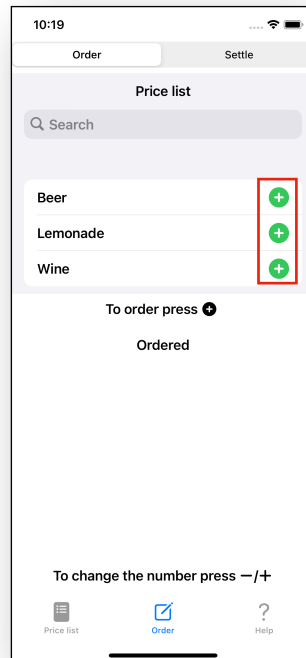 10:19
Order Settle
Price list
Search
Beer
Lemonade
Wine
To order press
Ordered
To change the number press −/+
Price list Order Help